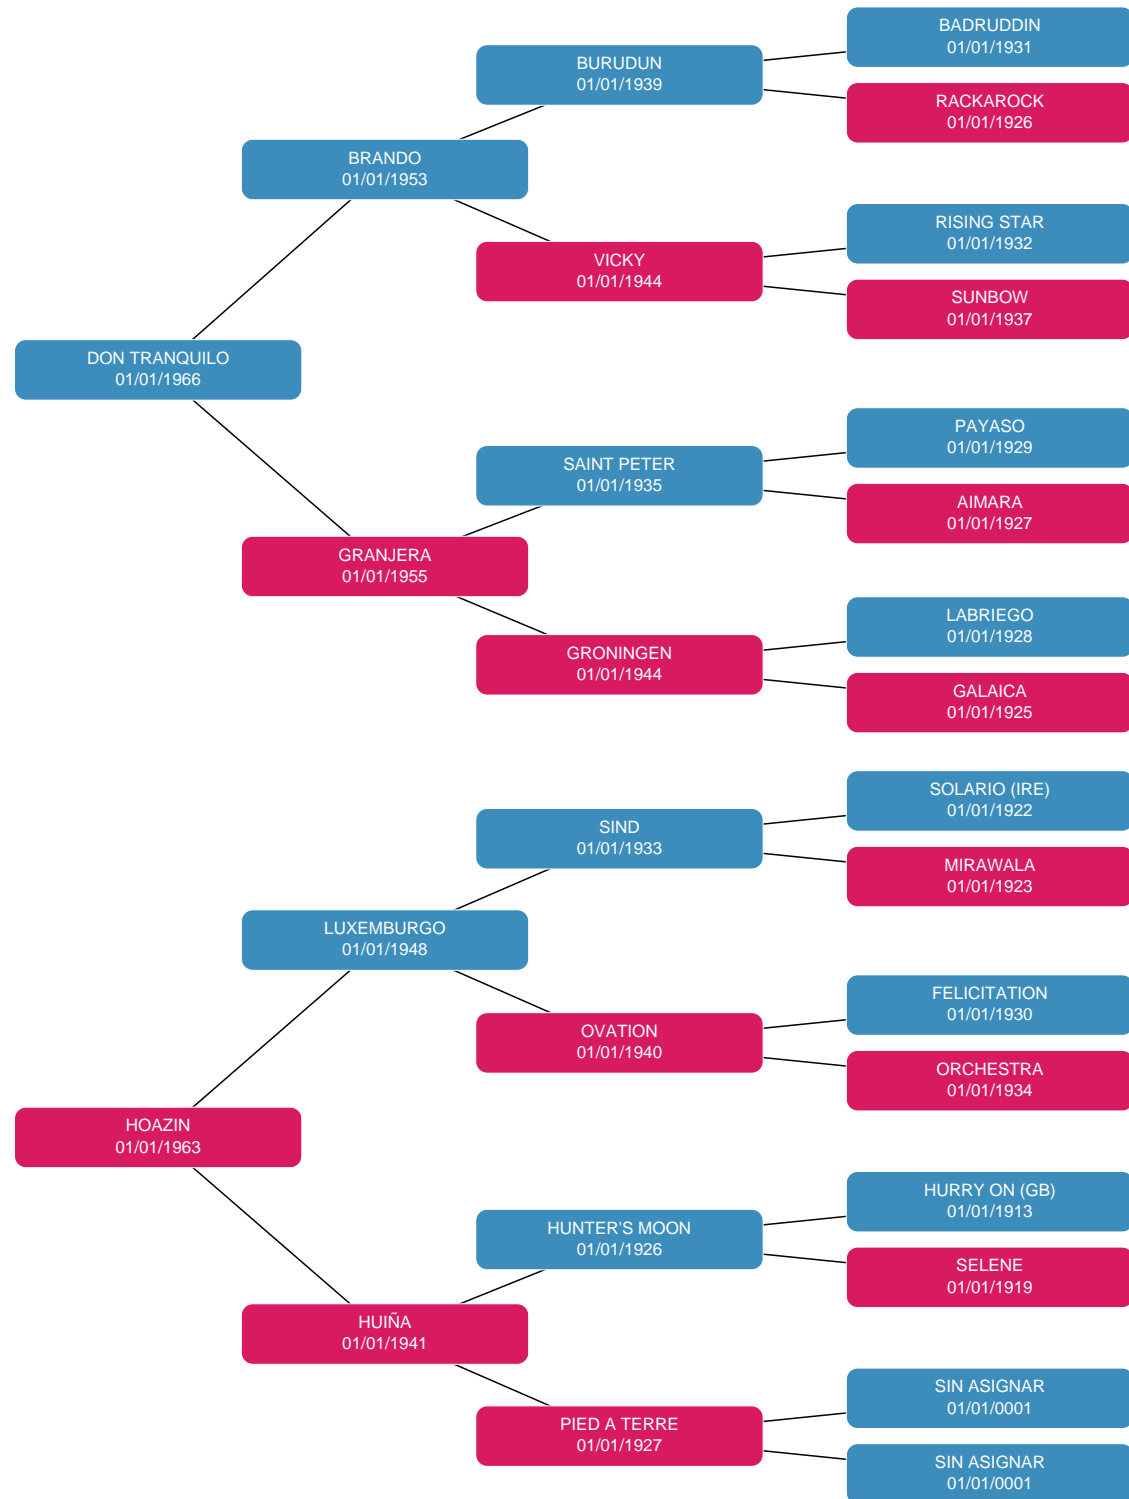 BADRUDDIN
01/01/1931
BURUDUN
01/01/1939
RACKAROCK
01/01/1926
BRANDO
01/01/1953
RISING STAR
01/01/1932
VICKY
01/01/1944
SUNBOW
01/01/1937
DON TRANQUILO
01/01/1966
PAYASO
01/01/1929
SAINT PETER
01/01/1935
AIMARA
01/01/1927
GRANJERA
01/01/1955
LABRIEGO
01/01/1928
GRONINGEN
01/01/1944
GALAICA
01/01/1925
SOLARIO (IRE)
01/01/1922
SIND
01/01/1933
MIRAWALA
01/01/1923
LUXEMBURGO
01/01/1948
FELICITATION
01/01/1930
OVATION
01/01/1940
ORCHESTRA
01/01/1934
HOAZIN
01/01/1963
HURRY ON (GB)
01/01/1913
HUNTER'S MOON
01/01/1926
SELENE
01/01/1919
HUIÑA
01/01/1941
SIN ASIGNAR
01/01/0001
PIED A TERRE
01/01/1927
SIN ASIGNAR
01/01/0001